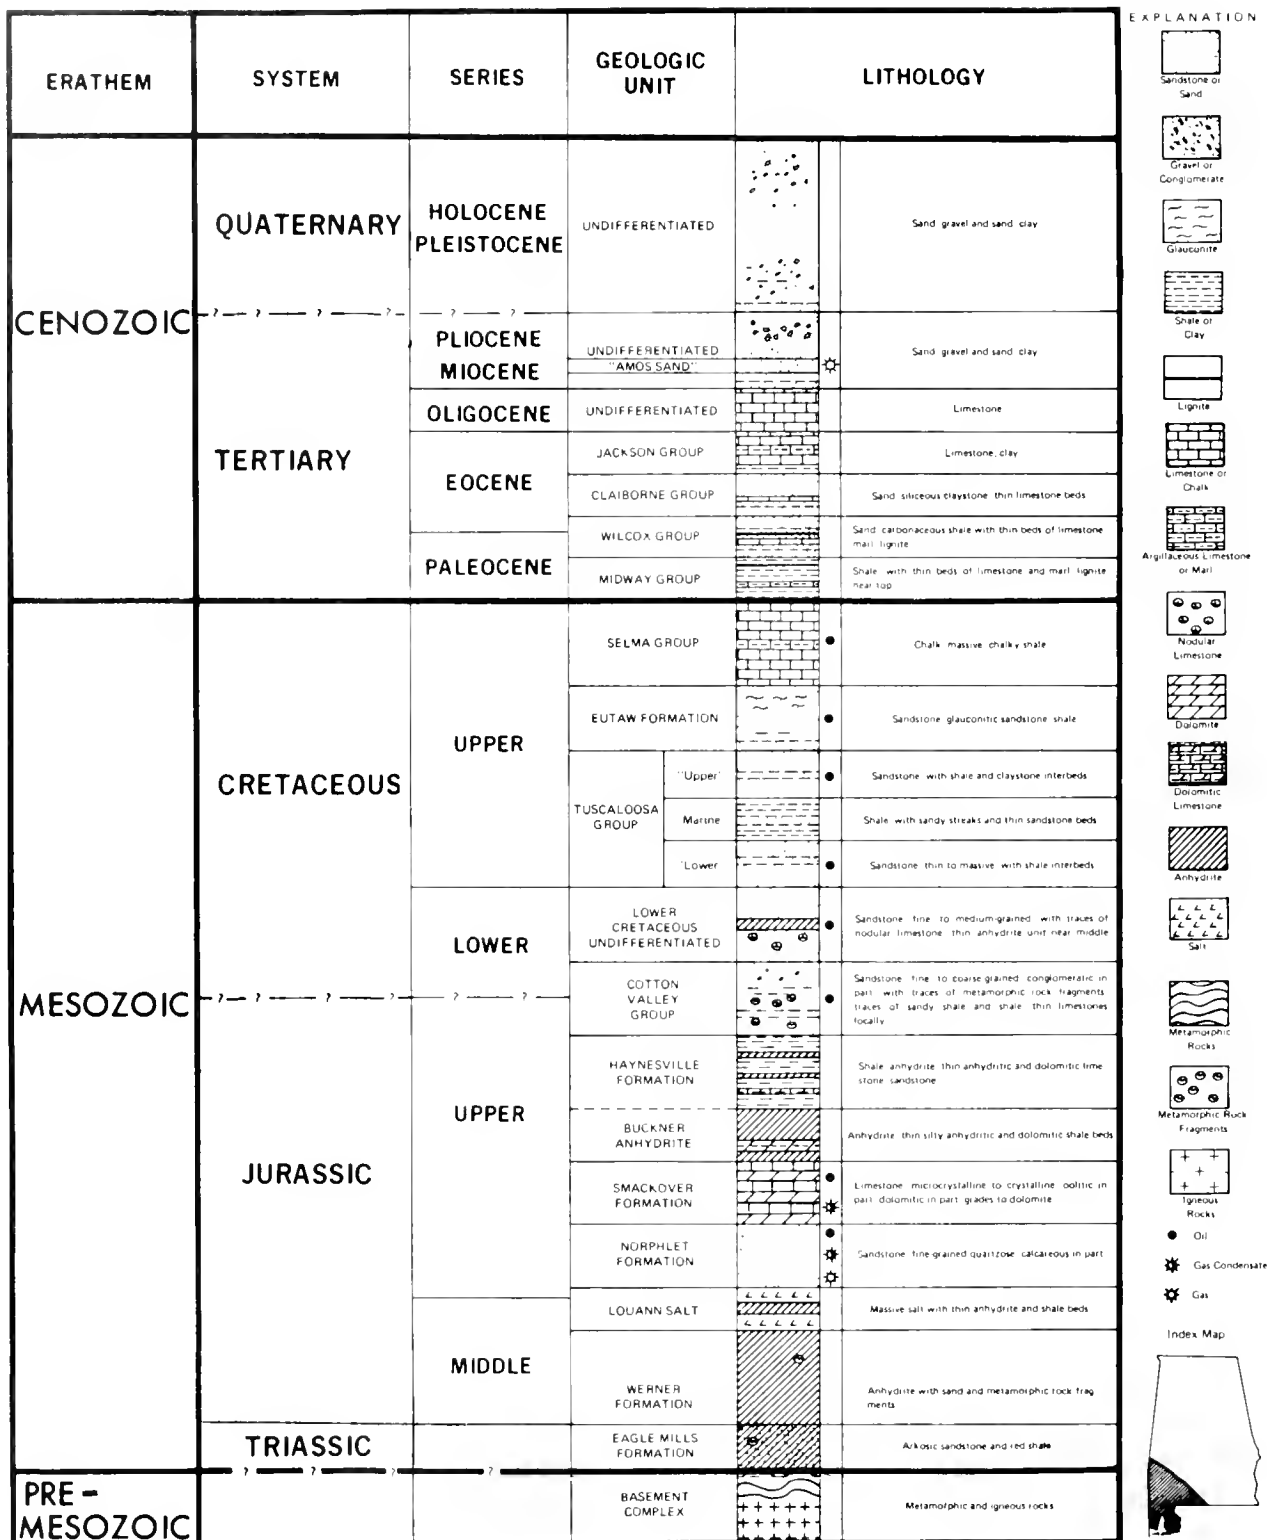 ERATHEM
SYSTEM
SERIES
GEOLOGIC
UNIT
LITHOLOGY
CENOZOIC
QUATERNARY
HOLOCENE
PLEISTOCENE
UNDIFFERENTIATED
Sand gravel and sand clay
? ? ? ? ? ?
TERTIARY
PLIOCENE
MIOCENE
UNDIFFERENTIATED
"AMOS SAND"
Sand gravel and sand clay
OLIGOCENE
UNDIFFERENTIATED
Limestone
EOCENE
JACKSON GROUP
Limestone, clay
CLAIBORNE GROUP
Sand siliceous claystone thin limestone beds
PALEOCENE
WILCOX GROUP
Sand carbonaceous shale with thin beds of limestone
marl lignite
MIDWAY GROUP
Shale with thin beds of limestone and marl lignite
near top
MESOZOIC
CRETACEOUS
UPPER
SELMA GROUP
Chalk massive chalky shale
EUTAW FORMATION
Sandstone glauconitic sandstone shale
TUSCALOOSA
GROUP
"Upper"
Sandstone with shale and claystone interbeds
Marine
Shale with sandy streaks and thin sandstone beds
"Lower
Sandstone thin to massive with shale interbeds
LOWER
LOWER
CRETACEOUS
UNDIFFERENTIATED
Sandstone fine to medium-grained with traces of
nodular limestone thin anhydrite unit near middle
? ? ? ? ? ?
COTTON
VALLEY
GROUP
Sandstone fine to coarse grained conglomeratic in
part with traces of metamorphic rock fragments
traces of sandy shale and shale thin limestones
locally
JURASSIC
UPPER
HAYNESVILLE
FORMATION
Shale anhydrite thin anhydritic and dolomitic lime
stone sandstone
BUCKNER
ANHYDRITE
Anhydrite thin silty anhydritic and dolomitic shale beds
SMACKOVER
FORMATION
Limestone microcrystalline to crystalline oolitic in
part dolomitic in part grades to dolomite
NORPHLET
FORMATION
Sandstone fine-grained quartzose calcareous in part
MIDDLE
LOUANN SALT
Massive salt with thin anhydrite and shale beds
WERNER
FORMATION
Anhydrite with sand and metamorphic rock frag
ments
TRIASSIC
EAGLE MILLS
FORMATION
Arkosic sandstone and red shale
? ? ? ? ?
PRE-
MESOZOIC
BASEMENT
COMPLEX
Metamorphic and igneous rocks
EXPLANATION
Sandstone or
Sand
Gravel or
Conglomerate
Glauconite
Shale or
Clay
Lignite
Limestone or
Chalk
Argillaceous Limestone
or Marl
Nodular
Limestone
Dolomite
Dolomitic
Limestone
Anhydrite
Salt
Metamorphic
Rocks
Metamorphic Rock
Fragments
Igneous
Rocks
Oil
Gas Condensate
Gas
Index Map